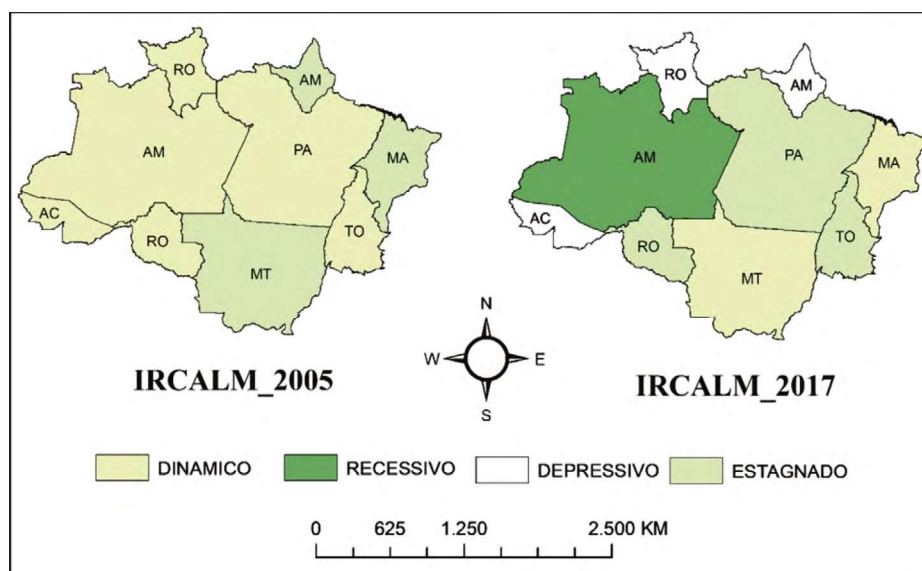 RO
AM
AM
PA
MA
AC
RO
TO
MT
IRCALM_2005
RO
AM
AM
PA
MA
AC
RO
TO
MT
IRCALM_2017
N
W E
S
DINAMICO RECESSIVO DEPRESSIVO ESTAGNADO
0 625 1.250 2.500 KM